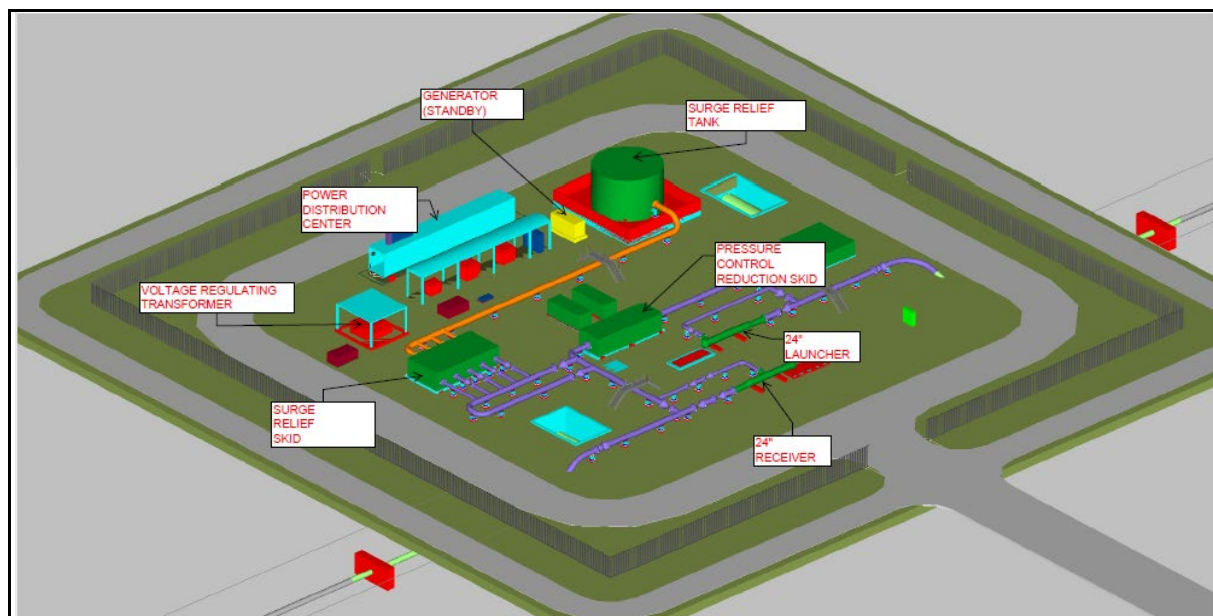 GENERATOR
(STANDBY)
SURGE RELIEF
TANK
POWER
DISTRIBUTION
CENTER
PRESSURE
CONTROL
REDUCTION SKID
VOLTAGE REGULATING
TRANSFORMER
24"
LAUNCHER
SURGE
RELIEF
SKID
24"
RECEIVER